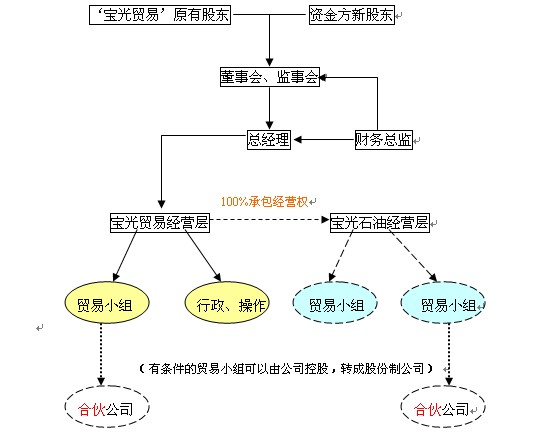 ‘宝光贸易’原有股东
资金方新股东
董事会、监事会
总经理
财务总监
100%承包经营权
宝光贸易经营层
宝光石油经营层
贸易小组
行政、操作
贸易小组
贸易小组
（有条件的贸易小组可以由公司控股，转成股份制公司）
合伙公司
合伙公司